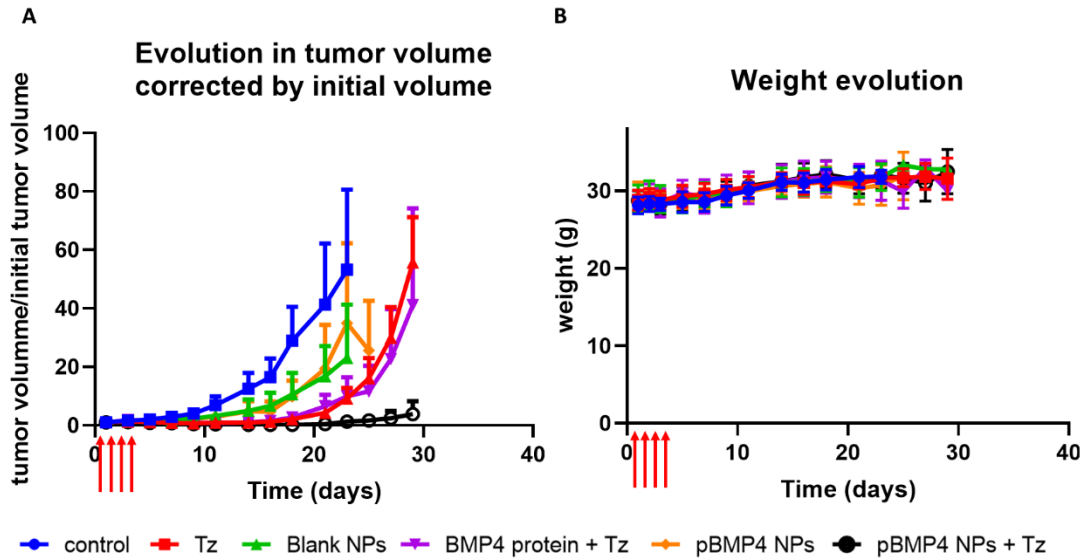 A
Evolution in tumor volume
corrected by initial volume
tumor volumme/initial tumor volume
100
80
60
40
20
0
0
10
20
30
40
Time (days)
B
Weight evolution
weight (g)
30
20
10
0
0
10
20
30
40
Time (days)
control
Tz
Blank NPs
BMP4 protein + Tz
pBMP4 NPs
pBMP4 NPs + Tz